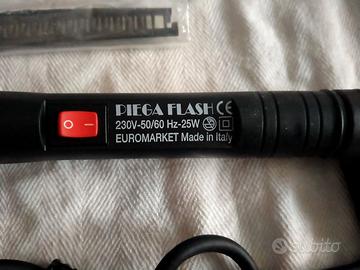 PIEGA FLASH CE
230V-50/60 Hz-25W
EUROMARKET Made in Italy
O I
subito